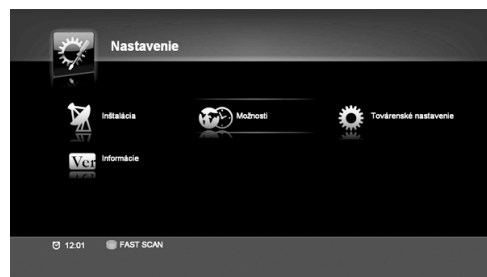 Nastavenie
Inštalácia
Možnosti
Továrenské nastavenie
Ver
Informácie
12:01
FAST SCAN